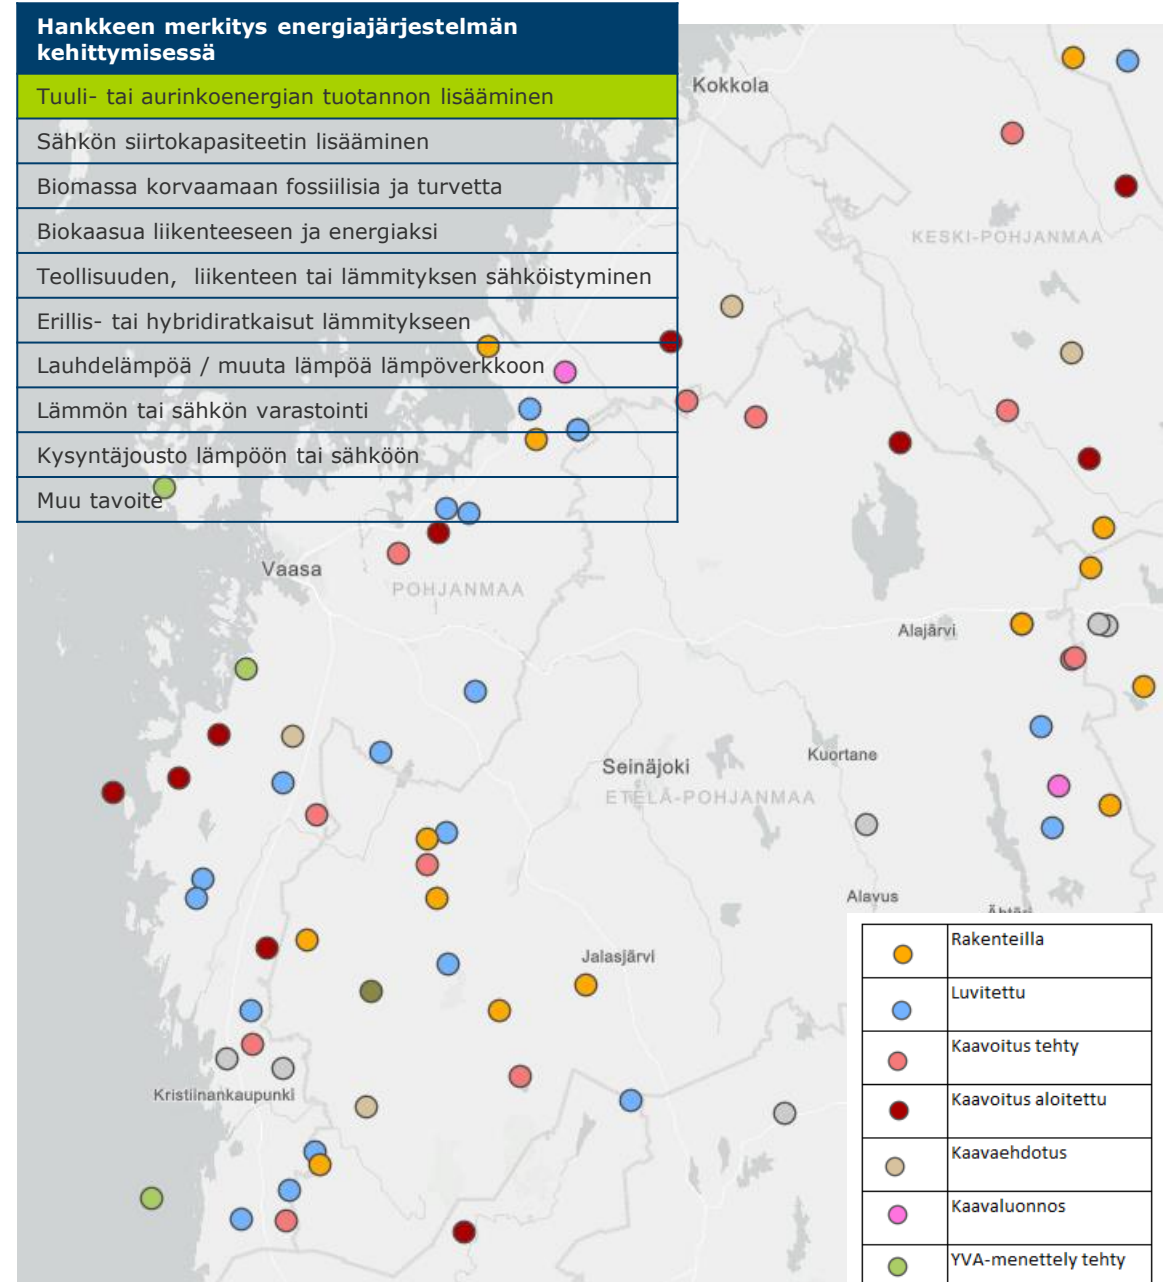 Hankkeen merkitys energiajärjestelmän
kehittymisessä
Tuuli- tai aurinkoenergian tuotannon lisääminen
Sähkön siirtokapasiteetin lisääminen
Biomassa korvaamaan fossiilisia ja turvetta
Biokaasua liikenteeseen ja energiaksi
Teollisuuden, liikenteen tai lämmityksen sähköistyminen
Erillis- tai hybridiratkaisut lämmitykseen
Lauhdelämpöä / muuta lämpöä lämpöverkkoon
Lämmön tai sähkön varastointi
Kysyntäjousto lämpöön tai sähköön
Muu tavoite
Kokkola
KESKI-POHJANMAA
Vaasa
POHJANMAA
Alajärvi
Kuortane
Seinäjoki
ETELÄ-POHJANMAA
Alavus
Ähtäri
Jalasjärvi
Kristiinankaupunki
Rakenteilla
Luvitettu
Kaavoitus tehty
Kaavoitus aloitettu
Kaavaehdotus
Kaavaluonnos
YVA-menettely tehty